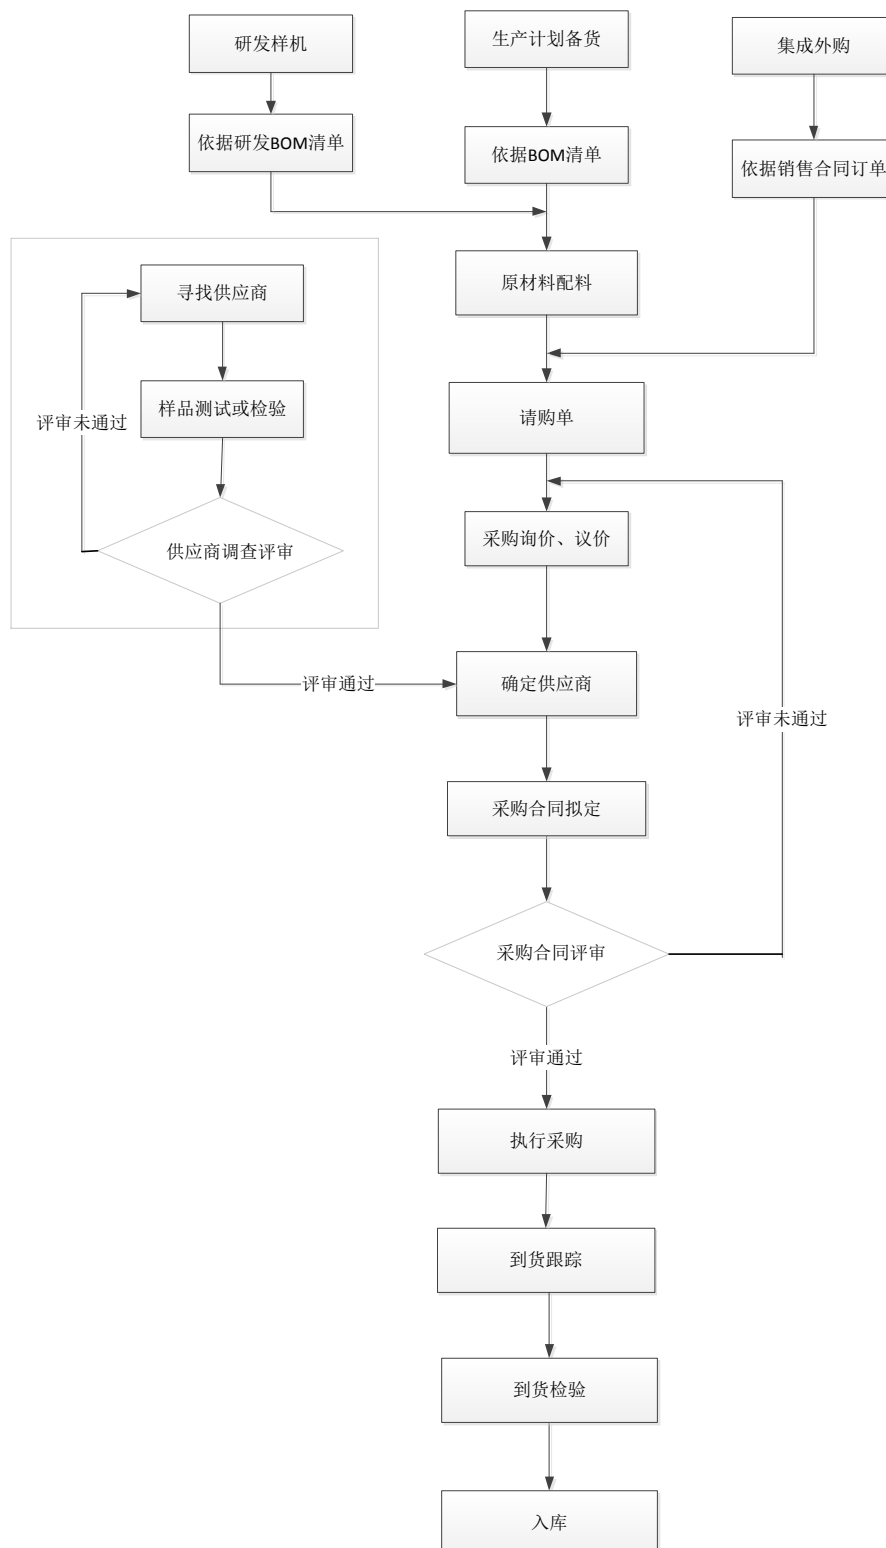 研发样机
生产计划备货
集成外购
依据研发BOM清单
依据BOM清单
依据销售合同订单
寻找供应商
原材料配料
样品测试或检验
评审未通过
请购单
供应商调查评审
采购询价、议价
评审通过
确定供应商
评审未通过
采购合同拟定
采购合同评审
评审通过
执行采购
到货跟踪
到货检验
入库